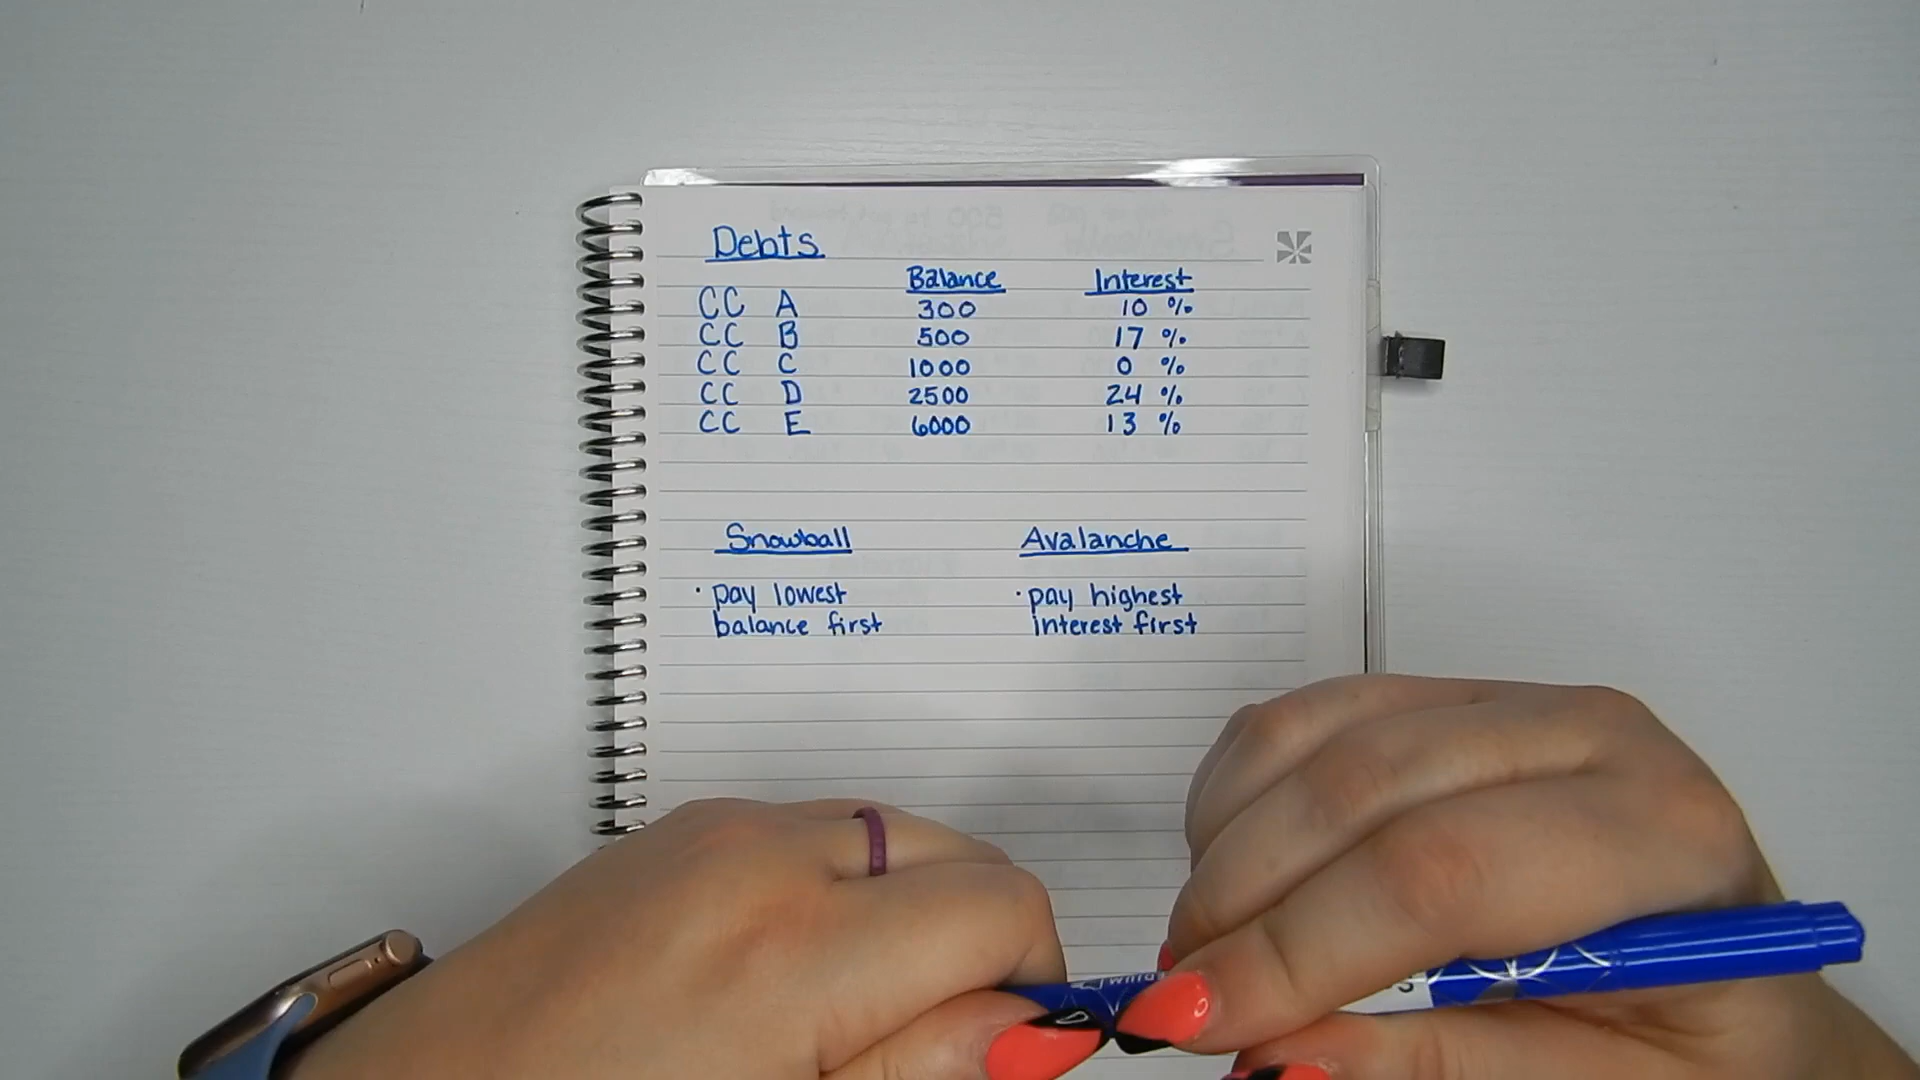 Debts
Balance Interest
CC A 300 10 %
CC B 500 17 %
CC C 1000 0 %
CC D 2500 24 %
CC E 6000 13 %
Snowball Avalanche
· pay lowest · pay highest
balance first interest first